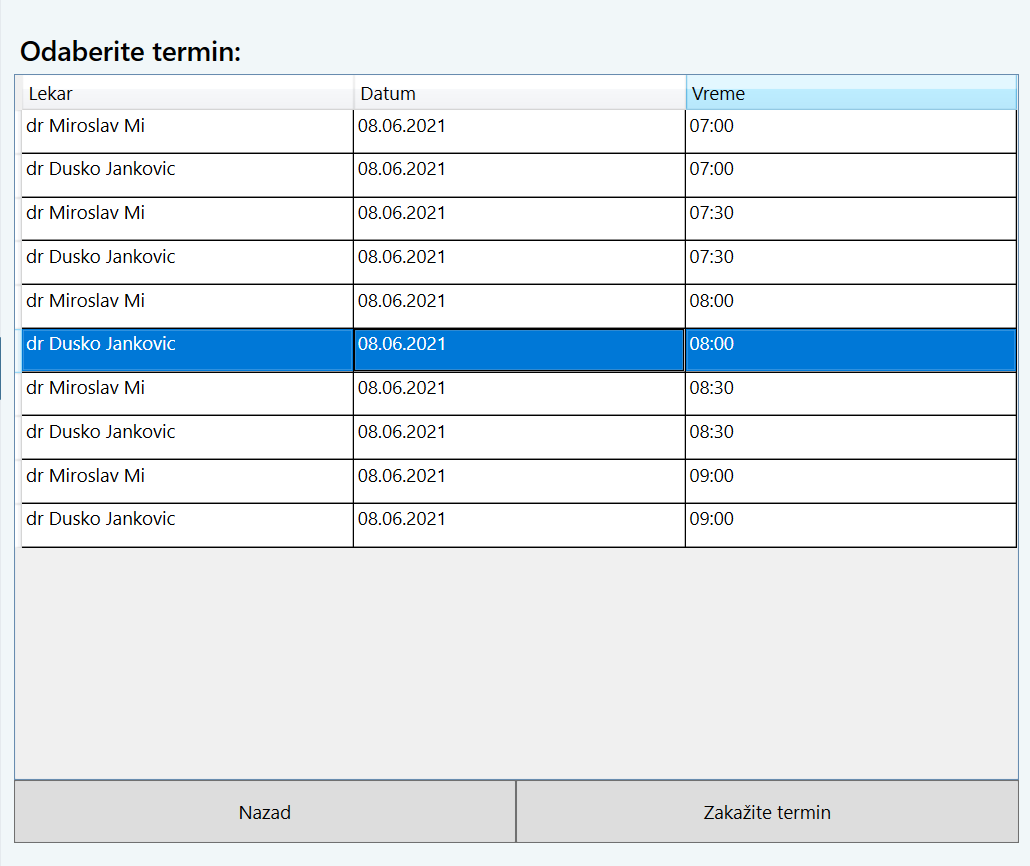 Odaberite termin:
Lekar Datum Vreme
dr Miroslav Mi 08.06.2021 07:00
dr Dusko Jankovic 08.06.2021 07:00
dr Miroslav Mi 08.06.2021 07:30
dr Dusko Jankovic 08.06.2021 07:30
dr Miroslav Mi 08.06.2021 08:00
dr Dusko Jankovic 08.06.2021 08:00
dr Miroslav Mi 08.06.2021 08:30
dr Dusko Jankovic 08.06.2021 08:30
dr Miroslav Mi 08.06.2021 09:00
dr Dusko Jankovic 08.06.2021 09:00
Nazad Zakažite termin